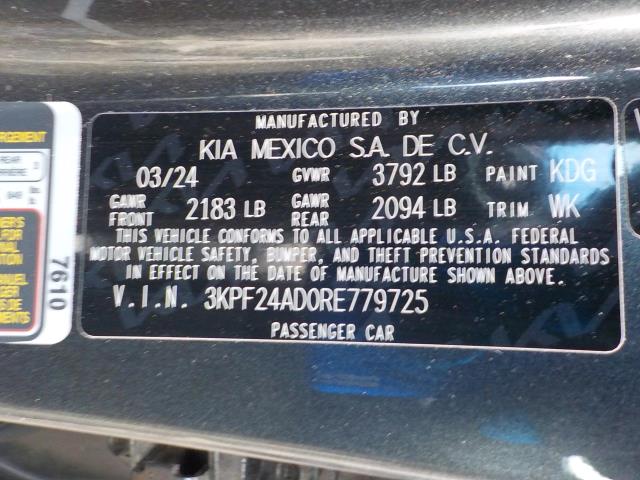 MANUFACTURED BY
KIA MEXICO S.A. DE C.V.
03/24 GVWR 3792 LB PAINT KDG
GAWR FRONT 2183 LB GAWR REAR 2094 LB TRIM WK
THIS VEHICLE CONFORMS TO ALL APPLICABLE U.S.A. FEDERAL
MOTOR VEHICLE SAFETY, BUMPER, AND THEFT PREVENTION STANDARDS
IN EFFECT ON THE DATE OF MANUFACTURE SHOWN ABOVE.
V.I.N. 3KPF24AD0RE779725
PASSENGER CAR
7610
REAR